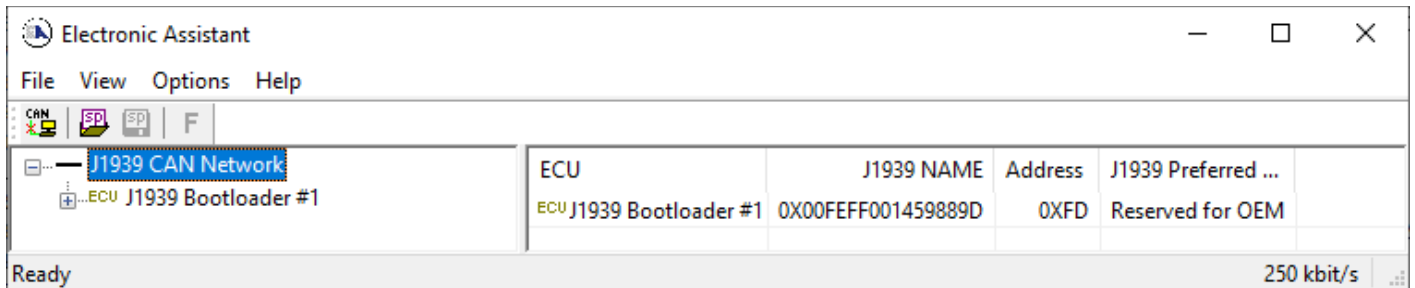 Electronic Assistant
File View Options Help
CAN SP SP F
J1939 CAN Network
ECU J1939 Bootloader #1
ECU J1939 NAME Address J1939 Preferred ...
ECU J1939 Bootloader #1 0X00FEFF001459889D 0XFD Reserved for OEM
Ready 250 kbit/s